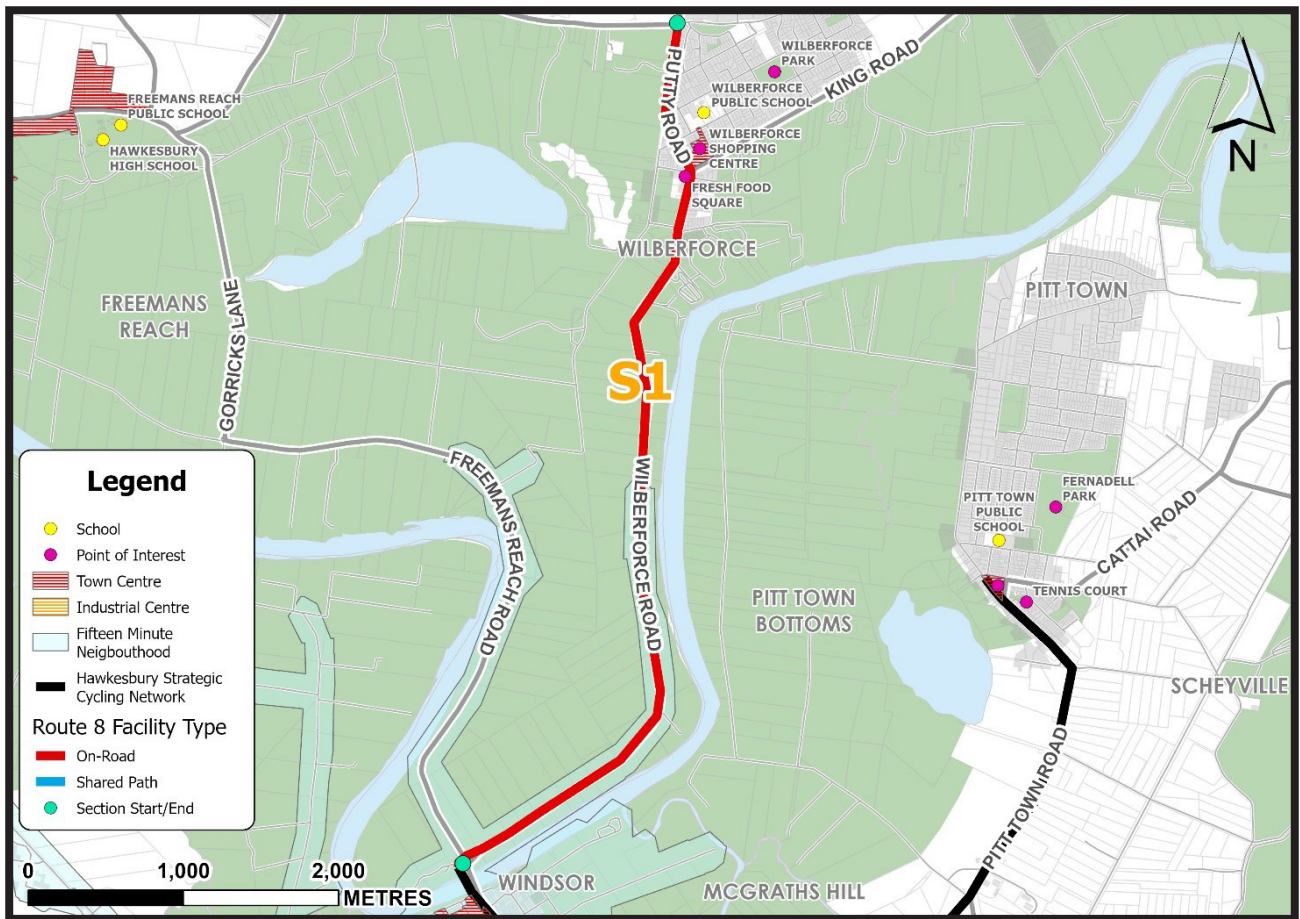 WILBERFORCE
PARK
PUTTY ROAD
KING ROAD
WILBERFORCE
PUBLIC SCHOOL
FREEMANS REACH
PUBLIC SCHOOL
HAWKESBURY
HIGH SCHOOL
WILBERFORCE
SHOPPING
CENTRE
N
FRESH FOOD
SQUARE
WILBERFORCE
PITT TOWN
FREEMANS
REACH
GORRICKS LANE
S1
FREEMANS REACH ROAD
WILBERFORCE ROAD
FERNADELL
PARK
PITT TOWN
PUBLIC
SCHOOL
CATTAI ROAD
TENNIS COURT
PITT TOWN
BOTTOMS
SCHEYVILLE
PITT TOWN ROAD
WINDSOR
MCGRATHS HILL
Legend
School
Point of Interest
Town Centre
Industrial Centre
Fifteen Minute
Neigbouthood
Hawkesbury Strategic
Cycling Network
Route 8 Facility Type
On-Road
Shared Path
Section Start/End
0 1,000 2,000
METRES